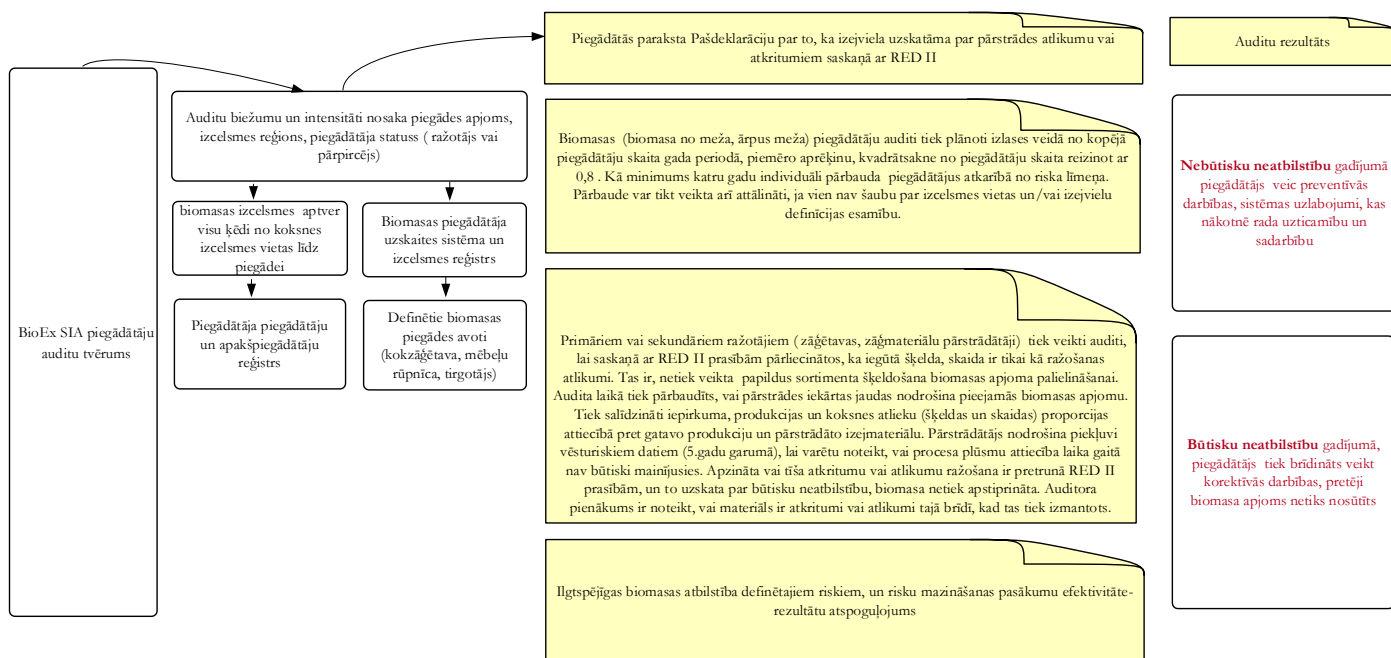 BioEx SIA piegādātāju
auditu tvērums
Auditu biežumu un intensitāti nosaka piegādes apjoms,
izcelsmes reģions, piegādātāja statuss ( ražotājs vai
pārpircējs)
biomasas izcelsmes aptver
visu ķēdi no koksnes
izcelsmes vietas līdz
piegādei
Biomasas piegādātāja
uzskaites sistēma un
izcelsmes reģistrs
Piegādātāja piegādātāju
un apakšpiegādātāju
reģistrs
Definētie biomasas
piegādes avoti
(kokzāģētava, mēbeļu
rūpnīca, tirgotājs)
Piegādātās paraksta Pašdeklarāciju par to, ka izejviela uzskatāma par pārstrādes atlikumu vai
atkritumiem saskaņā ar RED II
Biomasas (biomasa no meža, ārpus meža) piegādātāju auditi tiek plānoti izlases veidā no kopējā
piegādātāju skaita gada periodā, piemēro aprēķinu, kvadrātsakne no piegādātāju skaita reizinot ar
0,8 . Kā minimums katru gadu individuāli pārbauda piegādātājus atkarībā no riska līmeņa.
Pārbaude var tikt veikta arī attālināti, ja vien nav šaubu par izcelsmes vietas un/vai izejvielu
definīcijas esamību.
Primāriem vai sekundāriem ražotājiem ( zāģētavas, zāģmateriālu pārstrādātāji) tiek veikti auditi,
lai saskaņā ar RED II prasībām pārliecinātos, ka iegūtā šķelda, skaida ir tikai kā ražošanas
atlikumi. Tas ir, netiek veikta papildus sortimenta šķeldošana biomasas apjoma palielināšanai.
Audita laikā tiek pārbaudīts, vai pārstrādes iekārtas jaudas nodrošina pieejamās biomasas apjomu.
Tiek salīdzināti iepirkuma, produkcijas un koksnes atlieku (šķeldas un skaidas) proporcijas
attiecībā pret gatavo produkciju un pārstrādāto izejmateriālu. Pārstrādātājs nodrošina piekļuvi
vēsturiskiem datiem (5.gadu garumā), lai varētu noteikt, vai procesa plūsmu attiecība laika gaitā
nav būtiski mainījusies. Apzināta vai tīša atkritumu vai atlikumu ražošana ir pretrunā RED II
prasībām, un to uzskata par būtisku neatbilstību, biomasa netiek apstiprināta. Auditora
pienākums ir noteikt, vai materiāls ir atkritumi vai atlikumi tajā brīdī, kad tas tiek izmantots.
Ilgtspējīgas biomasas atbilstība definētajiem riskiem, un risku mazināšanas pasākumu efektivitāte-
rezultātu atspoguļojums
Auditu rezultāts
Nebūtisku neatbilstību gadījumā
piegādātājs veic preventīvās
darbības, sistēmas uzlabojumi, kas
nākotnē rada uzticamību un
sadarbību
Būtisku neatbilstību gadījumā,
piegādātājs tiek brīdināts veikt
korektīvās darbības, pretēji
biomasa apjoms netiks nosūtīts